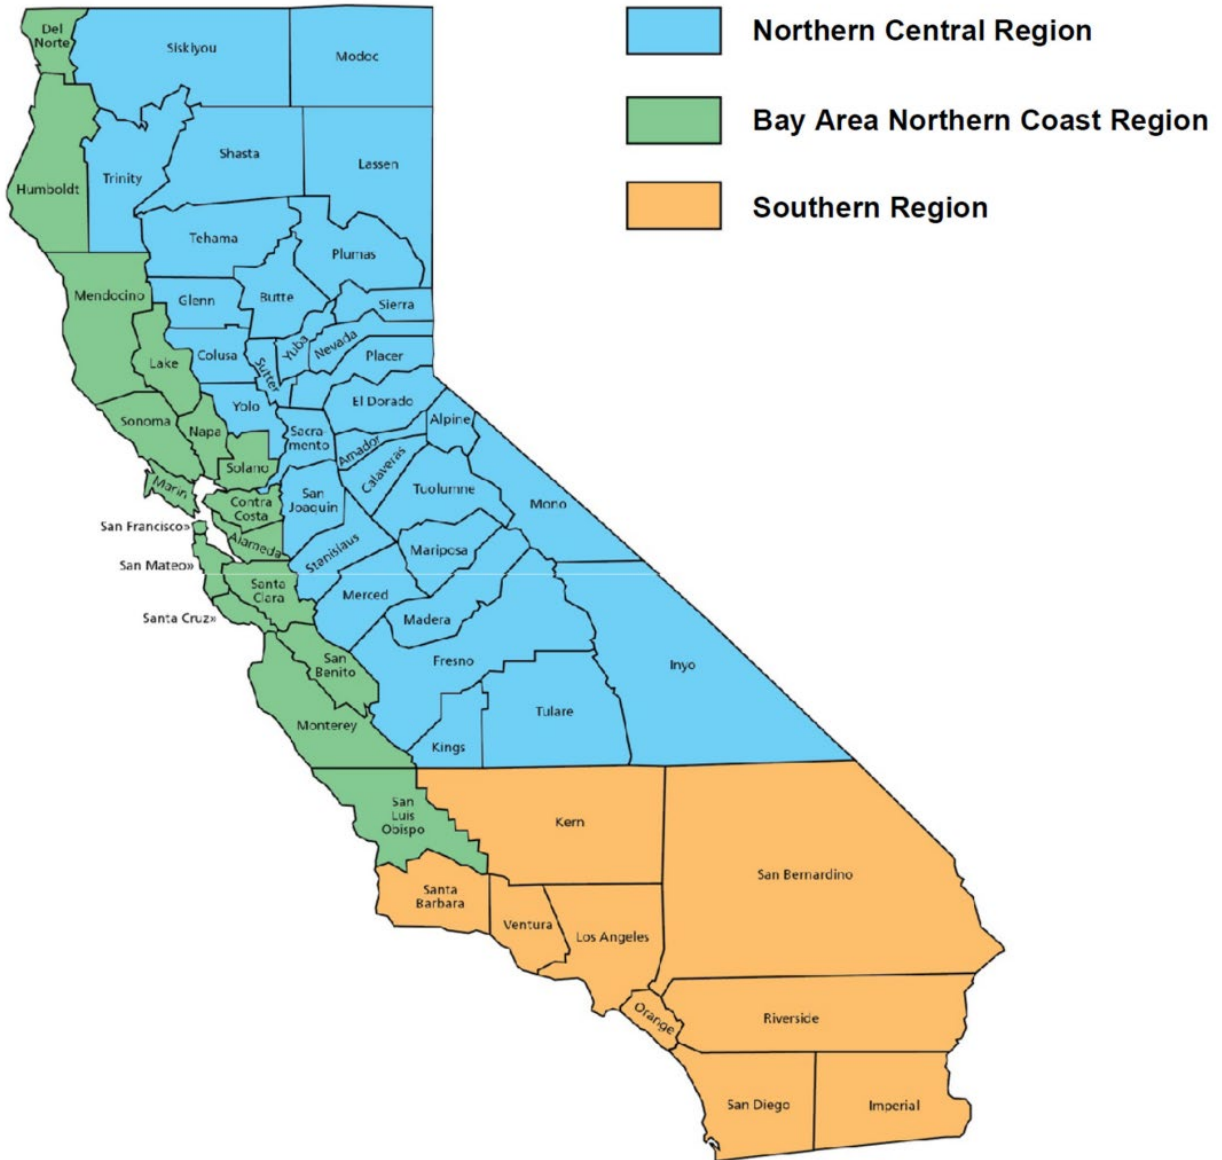 Northern Central Region
Bay Area Northern Coast Region
Southern Region
Del
Norte
Siskiyou
Modoc
Humboldt
Trinity
Shasta
Lassen
Tehama
Plumas
Mendocino
Glenn
Butte
Sierra
Lake
Colusa
Sutter
Yuba
Nevada
Placer
Sonoma
Napa
Yolo
El Dorado
Sacra-
mento
Amador
Alpine
Solano
Calaveras
Marin
Contra
Costa
San
Joaquin
Tuolumne
Mono
San Francisco»
Alameda
Stanislaus
Mariposa
San Mateo»
Santa
Clara
Merced
Santa Cruz»
Madera
San
Benito
Fresno
Inyo
Monterey
Kings
Tulare
San
Luis
Obispo
Kern
San Bernardino
Santa
Barbara
Ventura
Los Angeles
Orange
Riverside
San Diego
Imperial